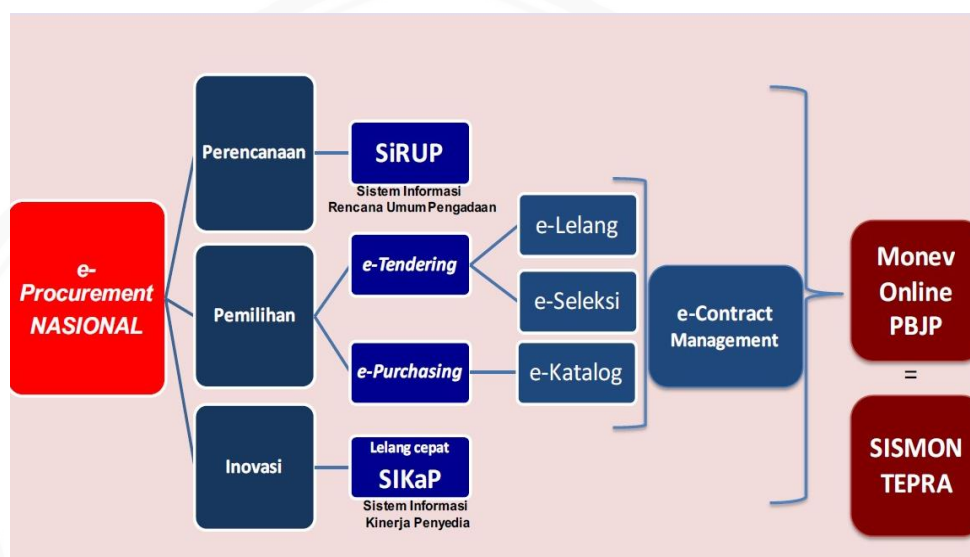 e-
Procurement
NASIONAL
Perencanaan
SiRUP
Sistem Informasi
Rencana Umum Pengadaan
Pemilihan
e-Tendering
e-Lelang
e-Seleksi
e-Purchasing
e-Katalog
Inovasi
Lelang cepat
SIKaP
Sistem Informasi
Kinerja Penyedia
e-Contract
Management
Monev
Online
PBJP
=
SISMON
TEPRA